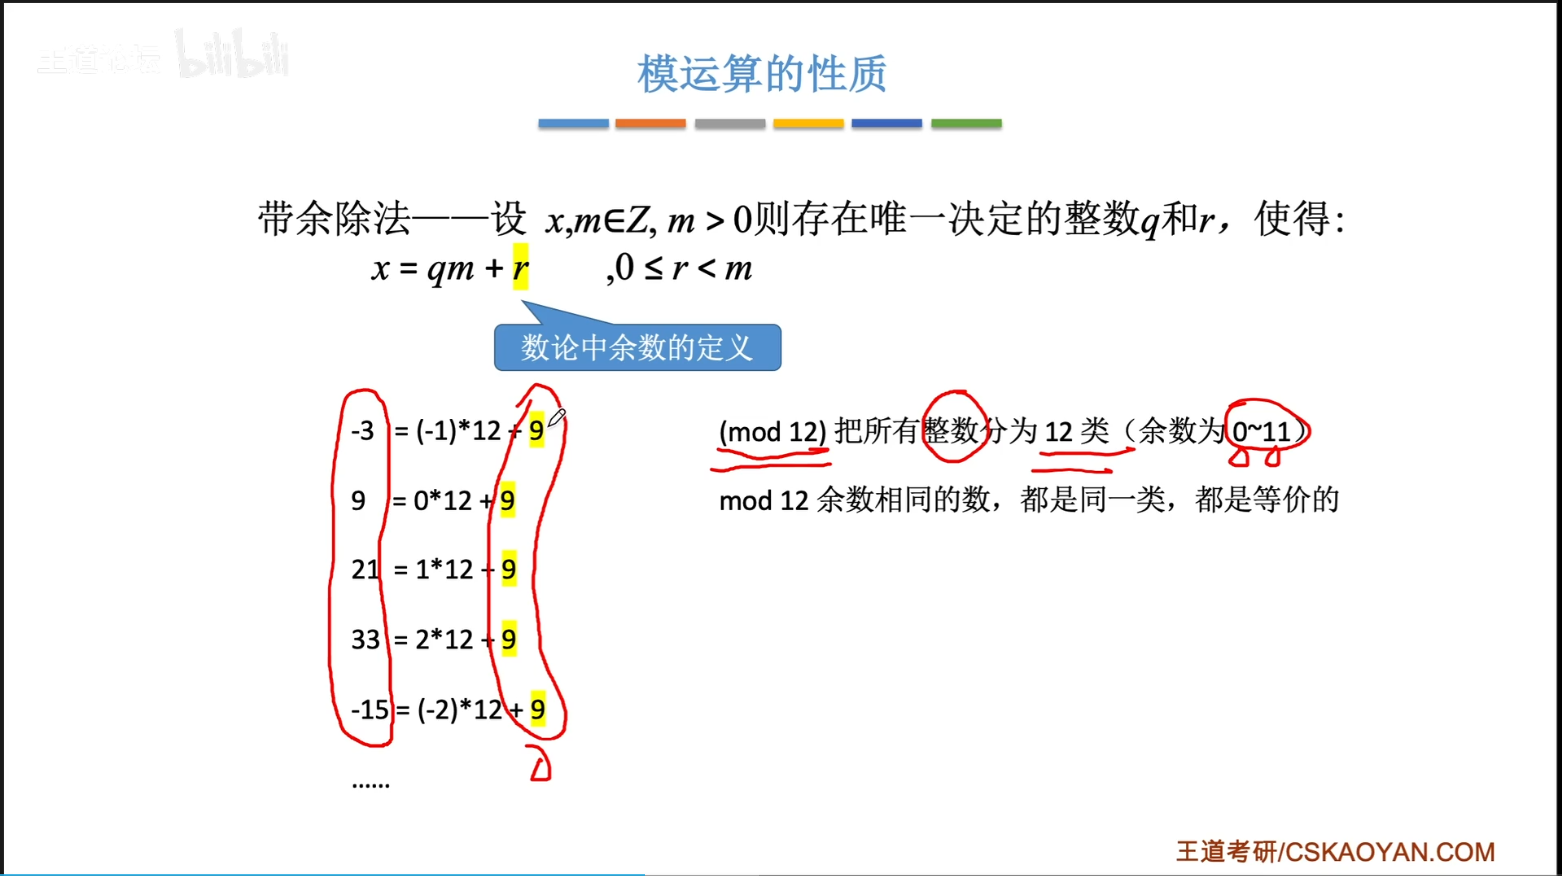 王道论坛 bilibili
模运算的性质
带余除法——设 x,m∈Z, m > 0则存在唯一决定的整数q和r，使得：
x = qm + r ,0 ≤ r < m
数论中余数的定义
-3 = (-1)*12 + 9
9 = 0*12 + 9
21 = 1*12 + 9
33 = 2*12 + 9
-15 = (-2)*12 + 9
......
(mod 12) 把所有整数分为 12 类（余数为 0~11）
mod 12 余数相同的数，都是同一类，都是等价的
王道考研/CSKAOYAN.COM